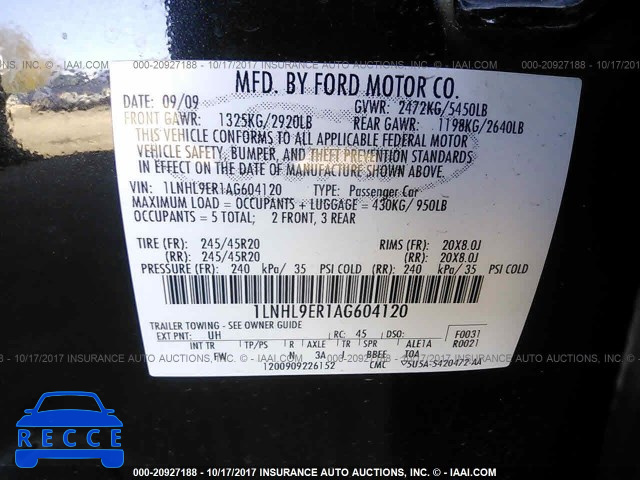 000-20927188 - 10/17/2017 - INSURANCE AUTO AUCTIONS, INC. - © IAAI.COM
MFD. BY FORD MOTOR CO.
DATE: 09/09 GVWR: 2472KG/5450LB
FRONT GAWR: 1325KG/2920LB REAR GAWR: 1198KG/2640LB
THIS VEHICLE CONFORMS TO ALL APPLICABLE FEDERAL MOTOR
VEHICLE SAFETY, BUMPER, AND THEFT PREVENTION STANDARDS
IN EFFECT ON THE DATE OF MANUFACTURE SHOWN ABOVE.
VIN: 1LNHL9ER1AG604120 TYPE: Passenger Car
MAXIMUM LOAD = OCCUPANTS + LUGGAGE = 430KG/ 950LB
OCCUPANTS = 5 TOTAL; 2 FRONT, 3 REAR
TIRE (FR): 245/45R20 RIMS (FR): 20X8.0J
(RR): 245/45R20 (RR): 20X8.0J
PRESSURE (FR): 240 kPa/ 35 PSI COLD (RR): 240 kPa/ 35 PSI COLD
1LNHL9ER1AG604120
TRAILER TOWING - SEE OWNER GUIDE
EXT PNT: UH RC: 45 DSO: F0031
INT TR TP/PS R AXLE TR SPR ALE1A R0021
PW N 3A J BBEE
1200909226152 CMC 5U5A-5420472-AA
RECCE
000-20927188 - 10/17/2017 - INSURANCE AUTO AUCTIONS, INC. - © IAAI.COM